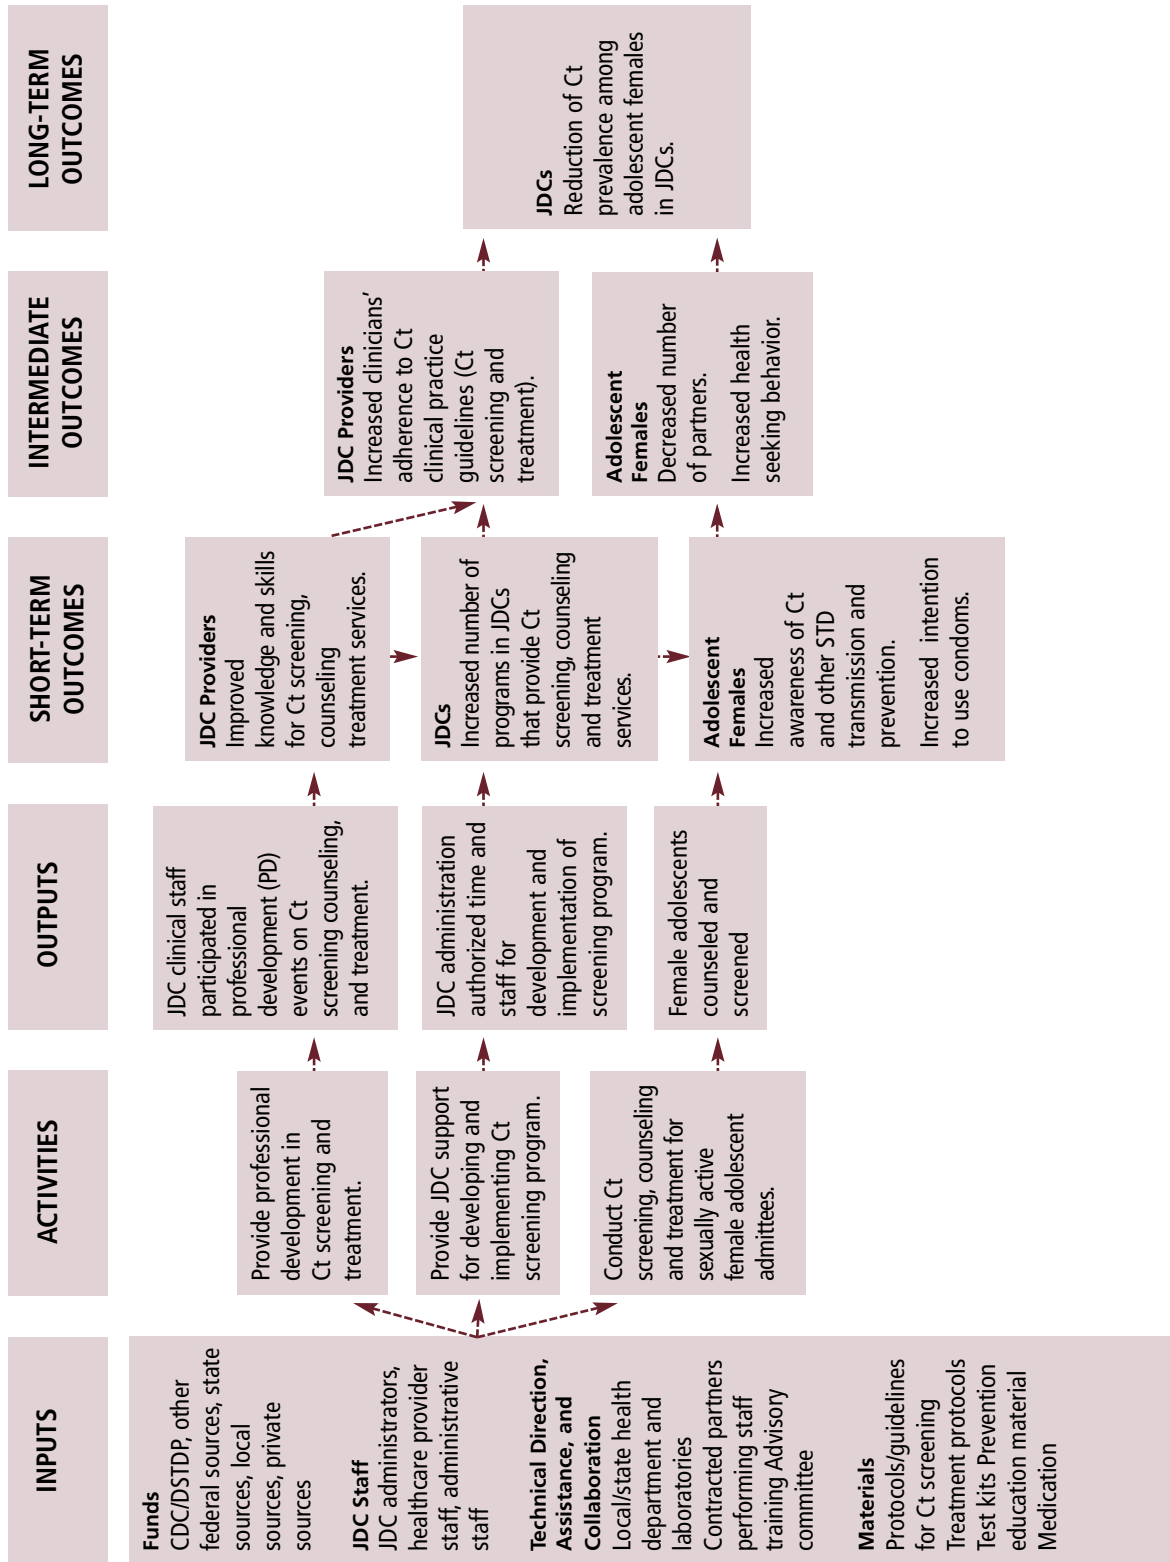 INPUTS
Funds
CDC/DSTDP, other
federal sources, state
sources, local
sources, private
sources
JDC Staff
JDC administrators,
healthcare provider
staff, administrative
staff
Technical Direction,
Assistance, and
Collaboration
Local/state health
department and
laboratories
Contracted partners
performing staff
training Advisory
committee
Materials
Protocols/guidelines
for Ct screening
Treatment protocols
Test kits Prevention
education material
Medication
ACTIVITIES
Provide professional
development in
Ct screening and
treatment.
Provide JDC support
for developing and
implementing Ct
screening program.
Conduct Ct
screening, counseling
and treatment for
sexually active
female adolescent
admittees.
OUTPUTS
JDC clinical staff
participated in
professional
development (PD)
events on Ct
screening counseling,
and treatment.
JDC administration
authorized time and
staff for
development and
implementation of
screening program.
Female adolescents
counseled and
screened
SHORT-TERM
OUTCOMES
JDC Providers
Improved
knowledge and skills
for Ct screening,
counseling
treatment services.
JDCs
Increased number of
programs in JDCs
that provide Ct
screening, counseling
and treatment
services.
Adolescent
Females
Increased
awareness of Ct
and other STD
transmission and
prevention.
Increased intention
to use condoms.
INTERMEDIATE
OUTCOMES
JDC Providers
Increased clinicians’
adherence to Ct
clinical practice
guidelines (Ct
screening and
treatment).
Adolescent
Females
Decreased number
of partners.
Increased health
seeking behavior.
LONG-TERM
OUTCOMES
JDCs
Reduction of Ct
prevalence among
adolescent females
in JDCs.